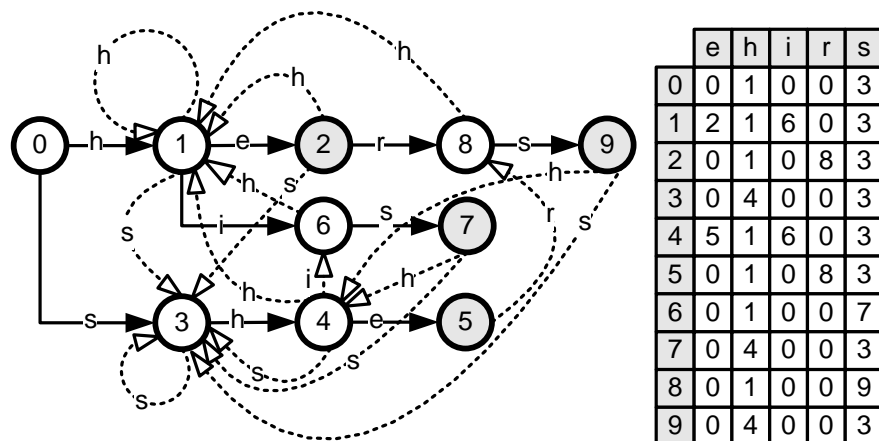 e h i r s
0 0 1 0 0 3
1 2 1 6 0 3
2 0 1 0 8 3
3 0 4 0 0 3
4 5 1 6 0 3
5 0 1 0 8 3
6 0 1 0 0 7
7 0 4 0 0 3
8 0 1 0 0 9
9 0 4 0 0 3
h
h
h
0 h 1 e 2 r 8 s 9
h s h
s i 6 s 7 r s
i h
h
s 3 h 4 e 5
s s
s